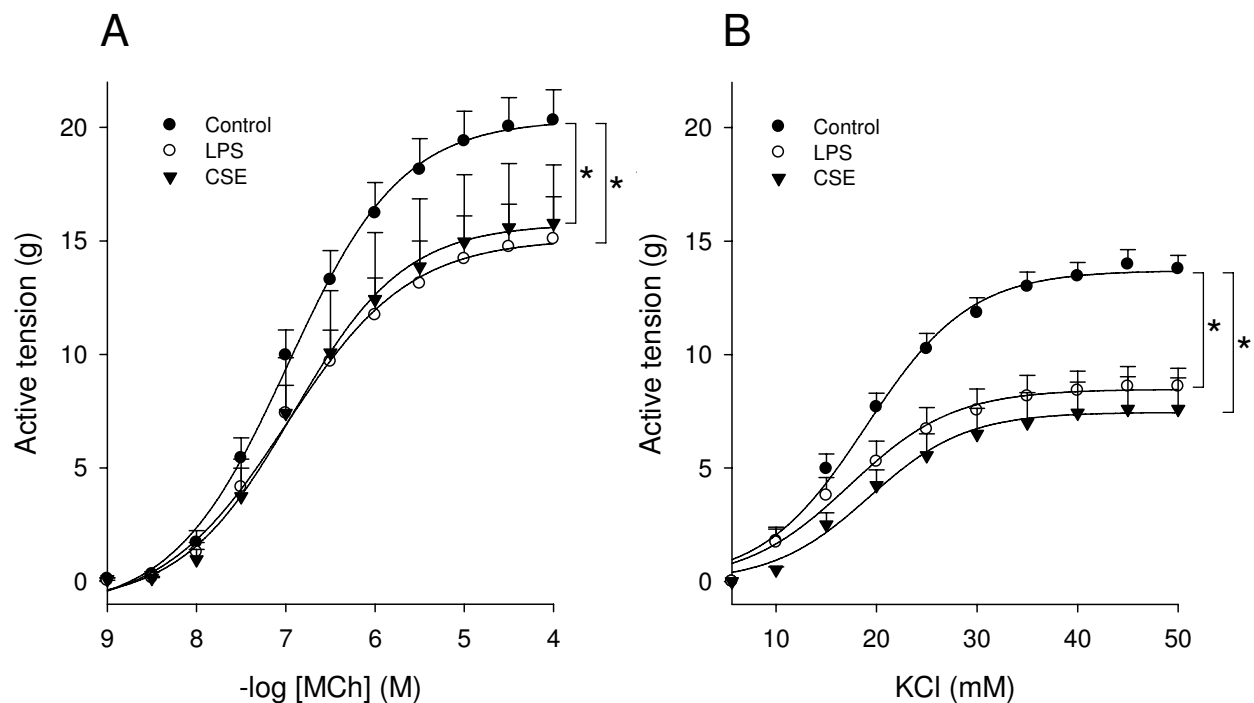 A
Active tension (g)
20
15
10
5
0
Control
LPS
CSE
*
*
9 8 7 6 5 4
-log [MCh] (M)
B
Active tension (g)
20
15
10
5
0
Control
LPS
CSE
*
*
10 20 30 40 50
KCl (mM)